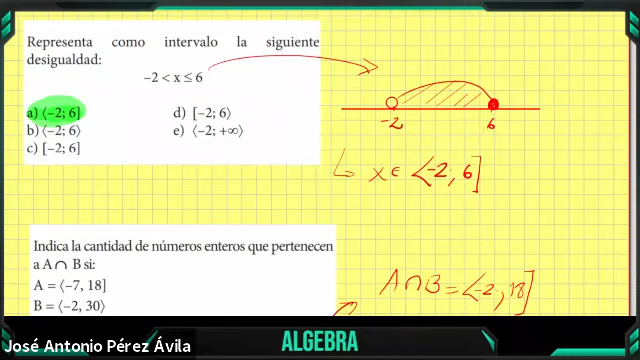 Representa como intervalo la siguiente
desigualdad:
−2 < x ≤ 6
a) ⟨−2; 6]
d) [−2; 6⟩
b) ⟨−2; 6⟩
e) ⟨−2; +∞⟩
c) [−2; 6]
-2
6
x ∈ ⟨-2; 6]
Indica la cantidad de números enteros que pertenecen
a A ∩ B si:
A = ⟨−7, 18]
B = ⟨−2, 30⟩
A ∩ B = ⟨-2; 18]
José Antonio Pérez Ávila
ALGEBRA